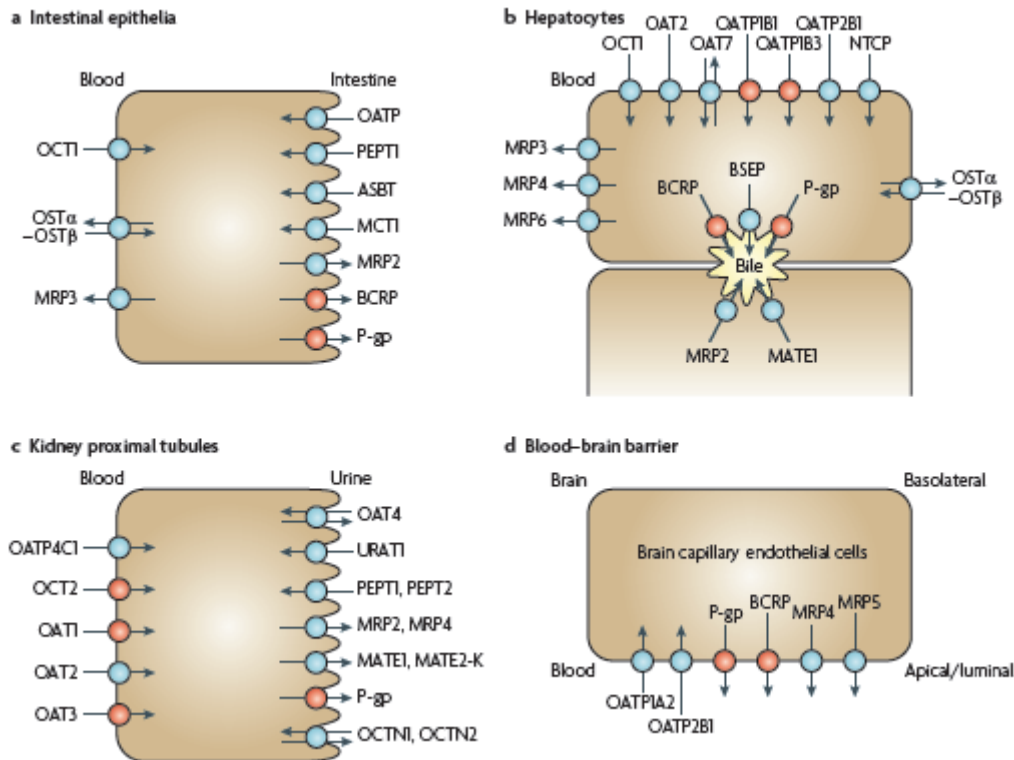 a Intestinal epithelia
Blood
Intestine
OCT1
OSTα
–OSTβ
MRP3
OATP
PEPT1
ASBT
MCT1
MRP2
BCRP
P-gp
b Hepatocytes
Blood
OCT1
OAT2
OAT7
OATP1B1
OATP1B3
OATP2B1
NTCP
MRP3
MRP4
MRP6
BCRP
BSEP
P-gp
OSTα
–OSTβ
Bile
MRP2
MATE1
c Kidney proximal tubules
Blood
Urine
OATP4C1
OCT2
OAT1
OAT2
OAT3
OAT4
URAT1
PEPT1, PEPT2
MRP2, MRP4
MATE1, MATE2-K
P-gp
OCTN1, OCTN2
d Blood–brain barrier
Brain
Basolateral
Brain capillary endothelial cells
P-gp
BCRP
MRP4
MRP5
Blood
Apical/luminal
OATP1A2
OATP2B1